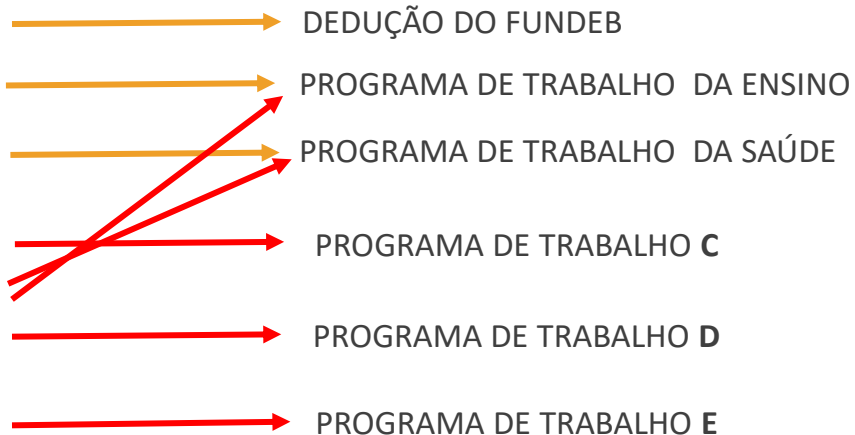 DEDUÇÃO DO FUNDEB
PROGRAMA DE TRABALHO DA ENSINO
PROGRAMA DE TRABALHO DA SAÚDE
PROGRAMA DE TRABALHO C
PROGRAMA DE TRABALHO D
PROGRAMA DE TRABALHO E